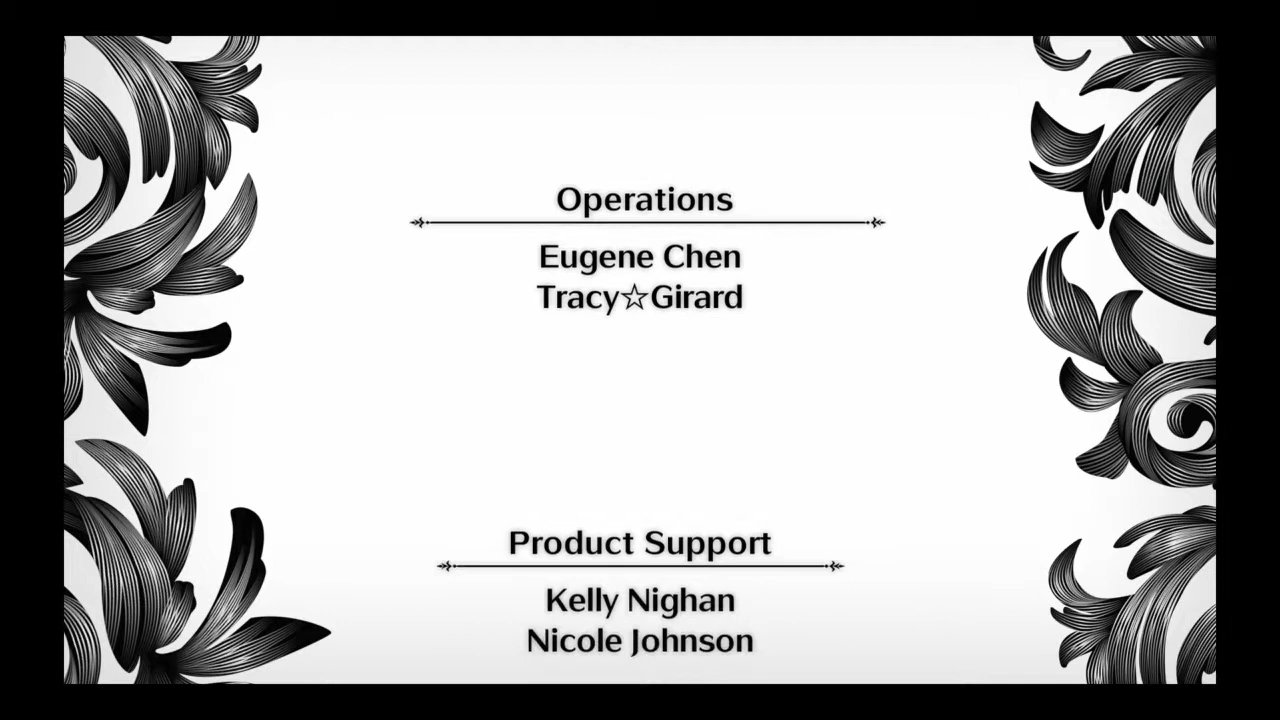 Operations
Eugene Chen
Tracy☆Girard
Product Support
Kelly Nighan
Nicole Johnson